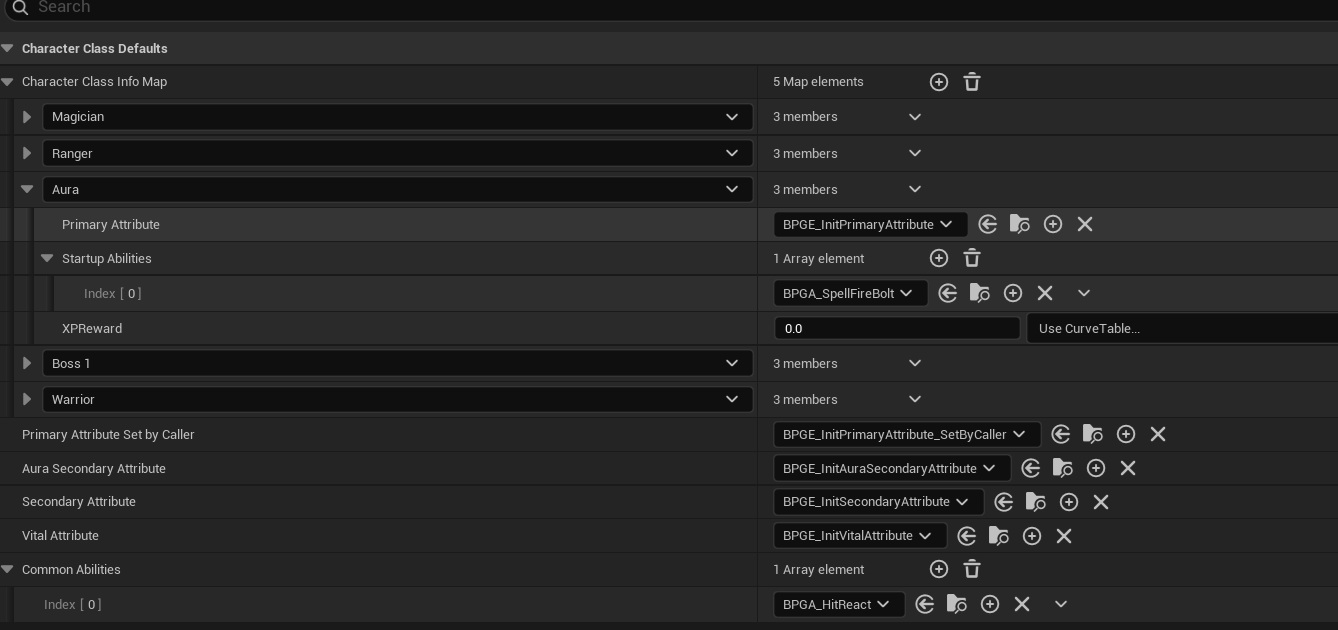 Search
Character Class Defaults
Character Class Info Map 5 Map elements
Magician 3 members
Ranger 3 members
Aura 3 members
Primary Attribute BPGE_InitPrimaryAttribute
Startup Abilities 1 Array element
Index [ 0 ] BPGA_SpellFireBolt
XPReward 0.0 Use CurveTable...
Boss 1 3 members
Warrior 3 members
Primary Attribute Set by Caller BPGE_InitPrimaryAttribute_SetByCaller
Aura Secondary Attribute BPGE_InitAuraSecondaryAttribute
Secondary Attribute BPGE_InitSecondaryAttribute
Vital Attribute BPGE_InitVitalAttribute
Common Abilities 1 Array element
Index [ 0 ] BPGA_HitReact